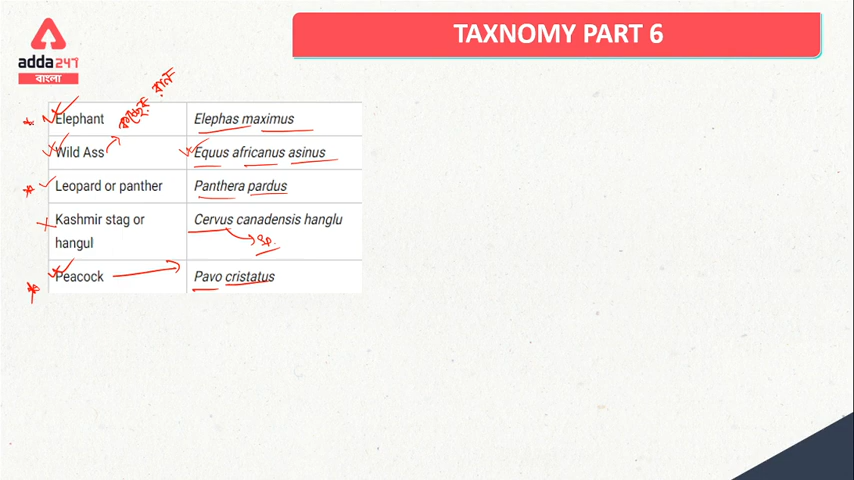 TAXNOMY PART 6
adda247
বাংলা
Elephant Elephas maximus
Wild Ass Equus africanus asinus
Leopard or panther Panthera pardus
Kashmir stag or Cervus canadensis hanglu
hangul
Sp.
Peacock Pavo cristatus